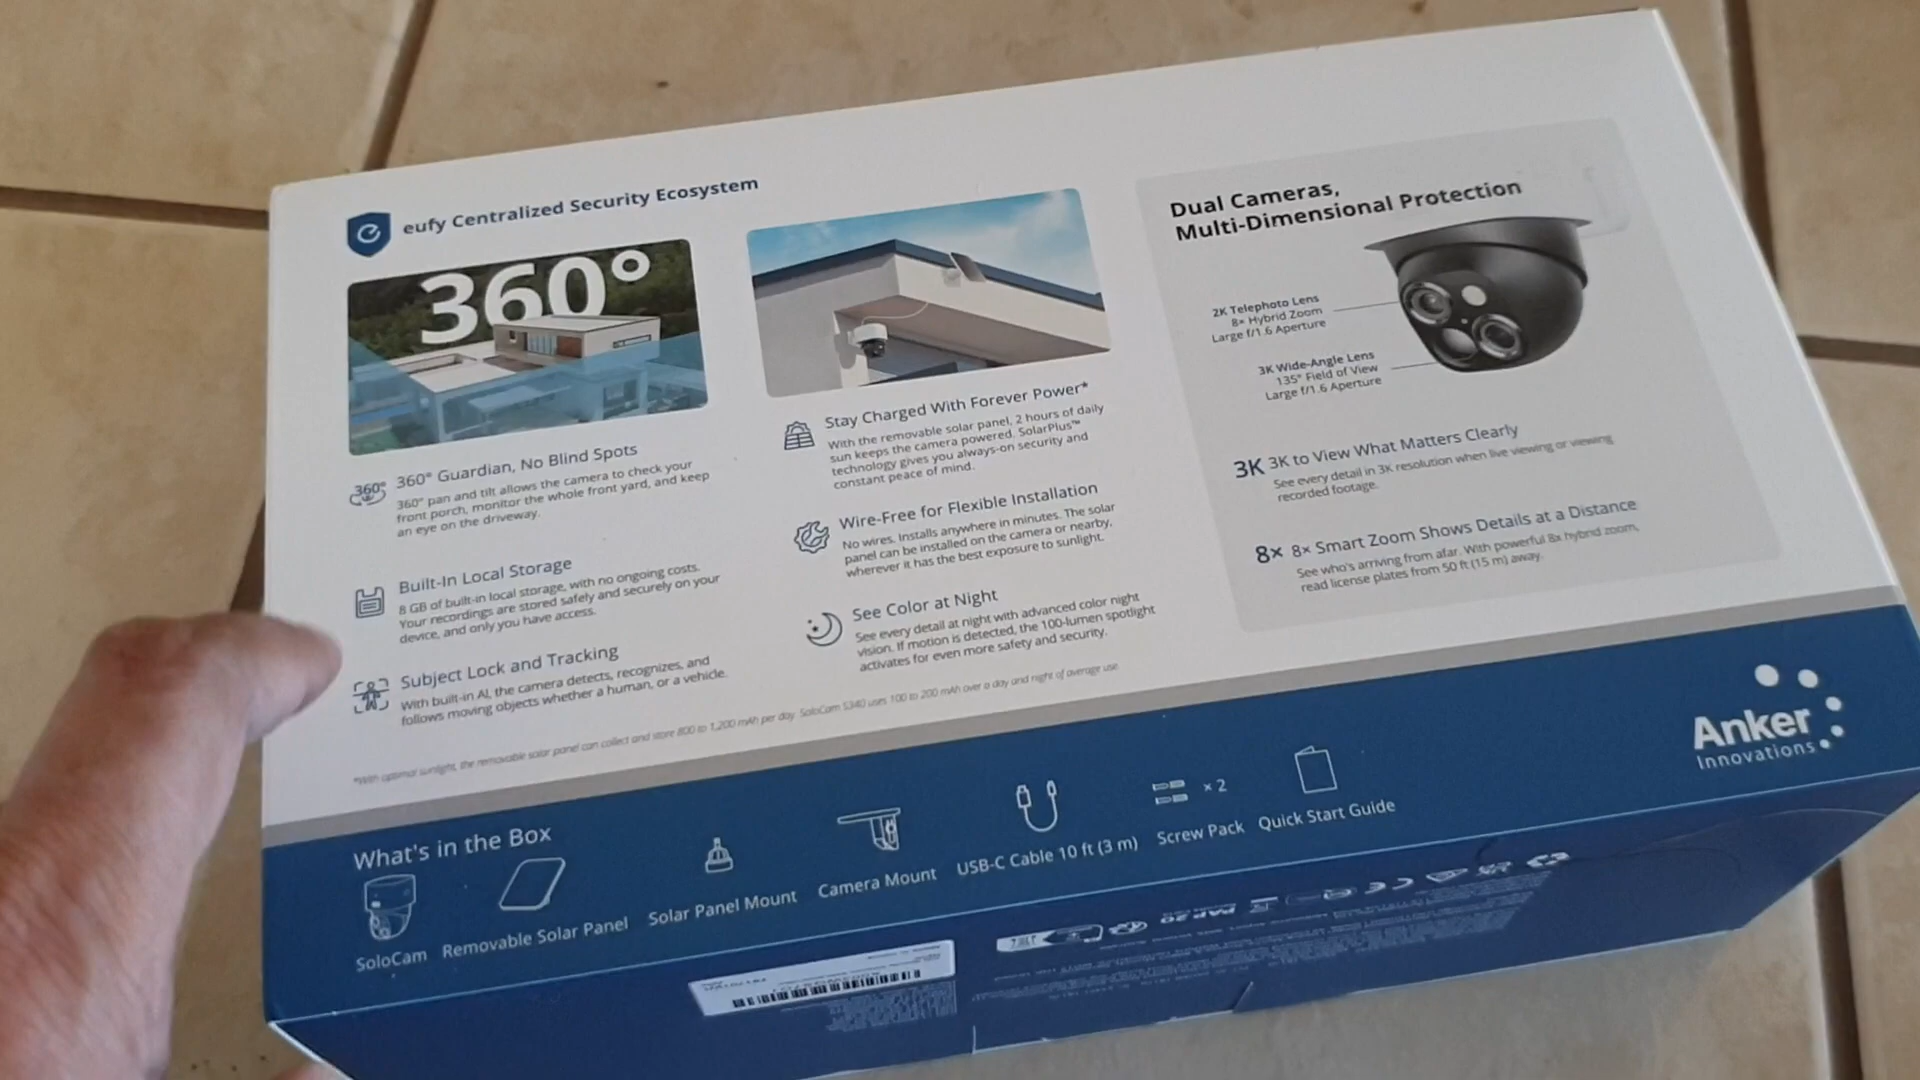 eufy Centralized Security Ecosystem
360°
360°
360° Guardian, No Blind Spots
360° pan and tilt allows the camera to check your
front porch, monitor the whole front yard, and keep
an eye on the driveway.
Built-In Local Storage
8 GB of built-in local storage, with no ongoing costs.
Your recordings are stored safely and securely on your
device, and only you have access.
Subject Lock and Tracking
With built-in AI, the camera detects, recognizes, and
follows moving objects whether a human, or a vehicle.
Stay Charged With Forever Power*
With the removable solar panel, 2 hours of daily
sun keeps the camera powered. SolarPlus™
technology gives you always-on security and
constant peace of mind.
Wire-Free for Flexible Installation
No wires. Installs anywhere in minutes. The solar
panel can be installed on the camera or nearby,
wherever it has the best exposure to sunlight.
See Color at Night
See every detail at night with advanced color night
vision. If motion is detected, the 100-lumen spotlight
activates for even more safety and security.
*With optimal sunlight, the removable solar panel can collect and store 800 to 1,200 mAh per day. SoloCam S340 uses 100 to 200 mAh over a day and night of average use.
Dual Cameras,
Multi-Dimensional Protection
2K Telephoto Lens
8× Hybrid Zoom
Large f/1.6 Aperture
3K Wide-Angle Lens
135° Field of View
Large f/1.6 Aperture
3K 3K to View What Matters Clearly
See every detail in 3K resolution when live viewing or viewing
recorded footage.
8× 8× Smart Zoom Shows Details at a Distance
See who's arriving from afar. With powerful 8x hybrid zoom,
read license plates from 50 ft (15 m) away.
Anker
Innovations
What's in the Box
× 2
SoloCam
Removable Solar Panel
Solar Panel Mount
Camera Mount
USB-C Cable 10 ft (3 m)
Screw Pack
Quick Start Guide